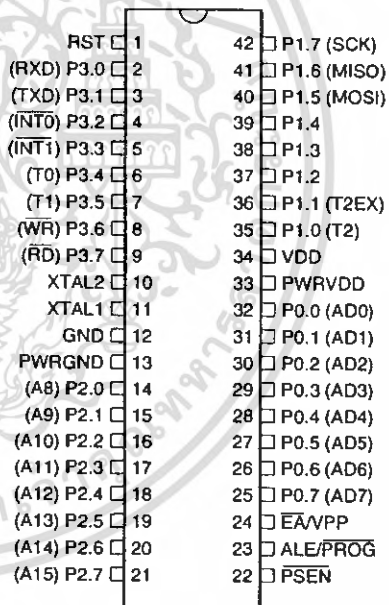 RST 1 42 P1.7 (SCK)
(RXD) P3.0 2 41 P1.6 (MISO)
(TXD) P3.1 3 40 P1.5 (MOSI)
(I̅N̅T̅0̅) P3.2 4 39 P1.4
(I̅N̅T̅1̅) P3.3 5 38 P1.3
(T0) P3.4 6 37 P1.2
(T1) P3.5 7 36 P1.1 (T2EX)
(W̅R̅) P3.6 8 35 P1.0 (T2)
(R̅D̅) P3.7 9 34 VDD
XTAL2 10 33 PWRVDD
XTAL1 11 32 P0.0 (AD0)
GND 12 31 P0.1 (AD1)
PWRGND 13 30 P0.2 (AD2)
(A8) P2.0 14 29 P0.3 (AD3)
(A9) P2.1 15 28 P0.4 (AD4)
(A10) P2.2 16 27 P0.5 (AD5)
(A11) P2.3 17 26 P0.6 (AD6)
(A12) P2.4 18 25 P0.7 (AD7)
(A13) P2.5 19 24 E̅A̅/VPP
(A14) P2.6 20 23 ALE/P̅R̅O̅G̅
(A15) P2.7 21 22 P̅S̅E̅N̅